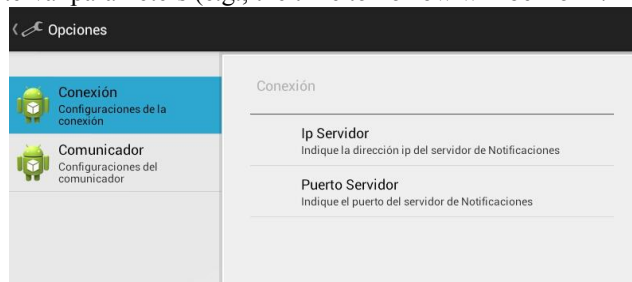 Opciones
Conexión
Configuraciones de la
conexión
Comunicador
Configuraciones del
comunicador
Conexión
Ip Servidor
Indique la dirección ip del servidor de Notificaciones
Puerto Servidor
Indique el puerto del servidor de Notificaciones